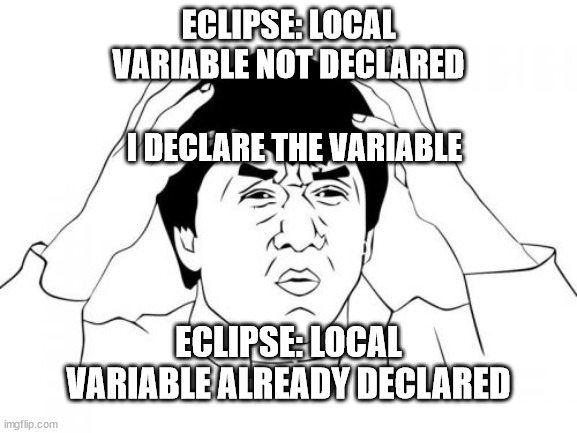 ECLIPSE: LOCAL
VARIABLE NOT DECLARED
I DECLARE THE VARIABLE
ECLIPSE: LOCAL
VARIABLE ALREADY DECLARED
imgflip.com